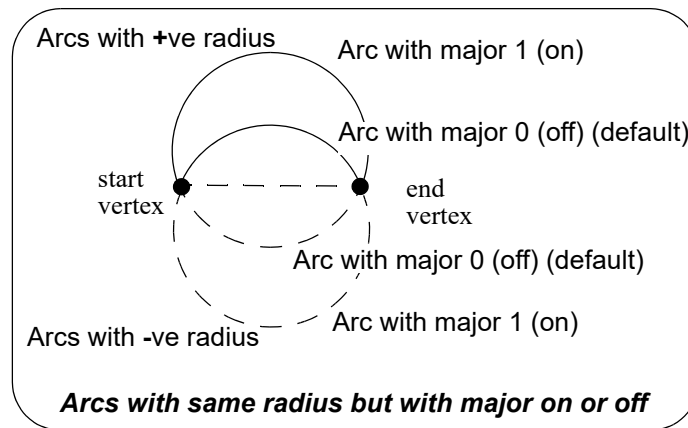 Arcs with +ve radius
Arc with major 1 (on)
Arc with major 0 (off) (default)
start
vertex
end
vertex
Arc with major 0 (off) (default)
Arc with major 1 (on)
Arcs with -ve radius
Arcs with same radius but with major on or off